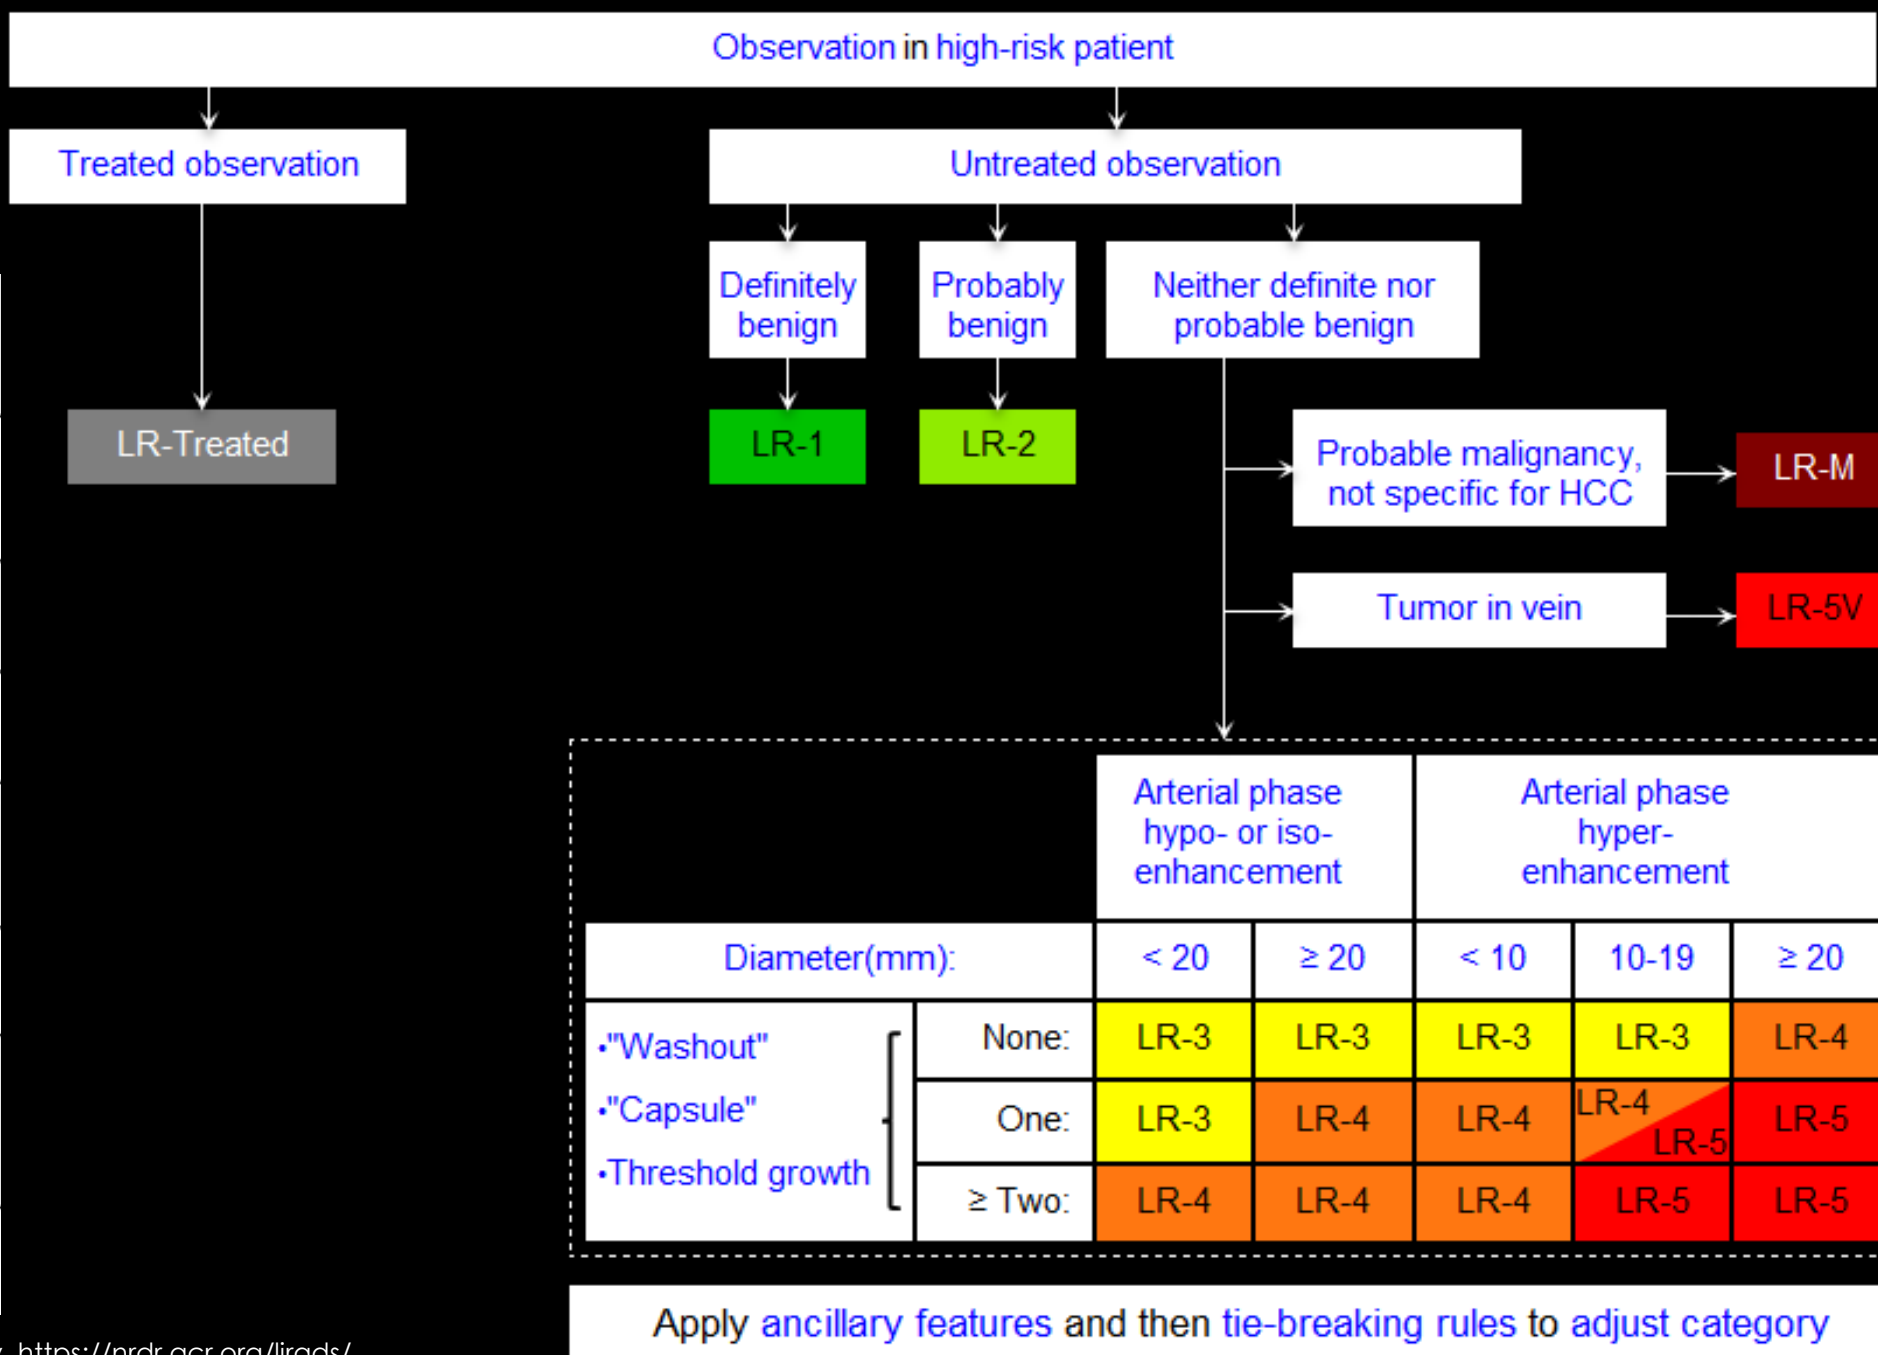 Observation in high-risk patient
Treated observation
Untreated observation
Definitely
benign
Probably
benign
Neither definite nor
probable benign
LR-Treated
LR-1
LR-2
Probable malignancy,
not specific for HCC
LR-M
Tumor in vein
LR-5V
Arterial phase
hypo- or iso-
enhancement
Arterial phase
hyper-
enhancement
Diameter(mm): < 20 ≥ 20 < 10 10-19 ≥ 20
•"Washout"
•"Capsule"
•Threshold growth
None: LR-3 LR-3 LR-3 LR-3 LR-4
One: LR-3 LR-4 LR-4 LR-4 LR-5 LR-5
≥ Two: LR-4 LR-4 LR-4 LR-5 LR-5
Apply ancillary features and then tie-breaking rules to adjust category
https://nrdr.acr.org/lirads/